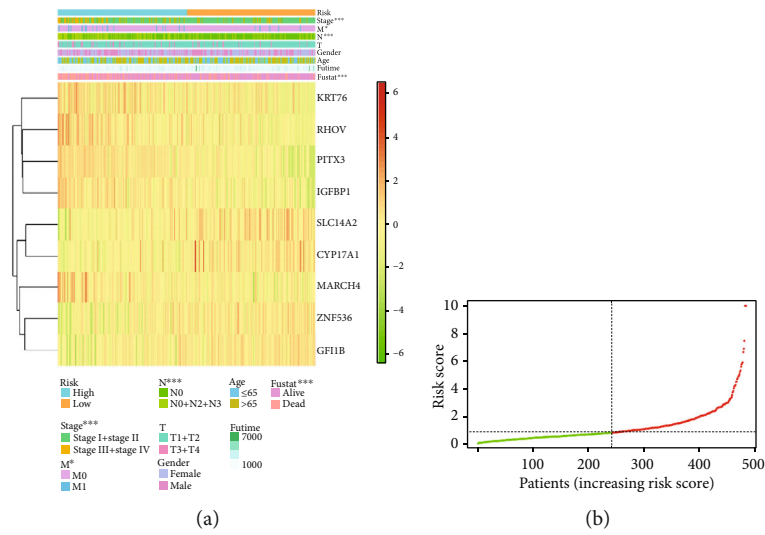 Risk
Stage***
M*
N***
T
Gender
Age
Futime
Fustat***
KRT76
RHOV
PITX3
IGFBP1
SLC14A2
CYP17A1
MARCH4
ZNF536
GFI1B
6
4
2
0
−2
−4
−6
Risk
High
Low
N***
N0
N0+N2+N3
Age
≤65
>65
Fustat***
Alive
Dead
Stage***
Stage I+stage II
Stage III+stage IV
T
T1+T2
T3+T4
Futime
7000
1000
M*
M0
M1
Gender
Female
Male
(a)
Risk score
10
8
6
4
2
0
100
200
300
400
500
Patients (increasing risk score)
(b)